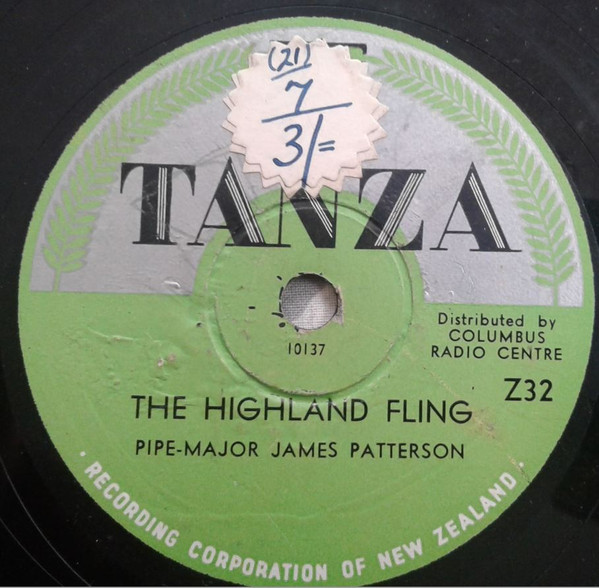 (21)
7
3/=
TANZA
10137
Distributed by
COLUMBUS
RADIO CENTRE
Z32
THE HIGHLAND FLING
PIPE-MAJOR JAMES PATTERSON
· RECORDING CORPORATION OF NEW ZEALAND ·